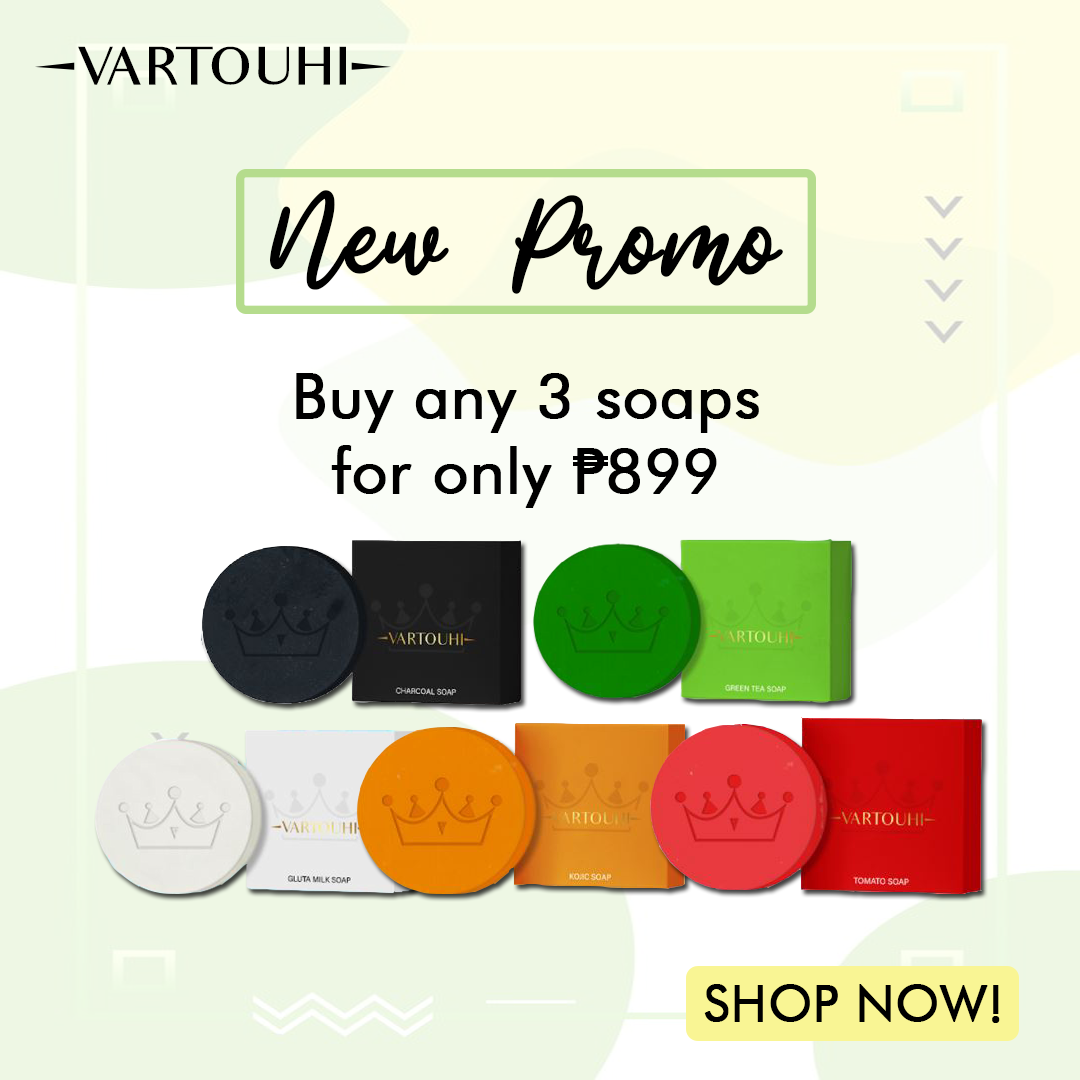 VARTOUHI
New Promo
Buy any 3 soaps
for only ₱899
VARTOUHI
CHARCOAL SOAP
VARTOUHI
GREEN TEA SOAP
VARTOUHI
GLUTA MILK SOAP
VARTOUHI
KOJIC SOAP
VARTOUHI
TOMATO SOAP
SHOP NOW!